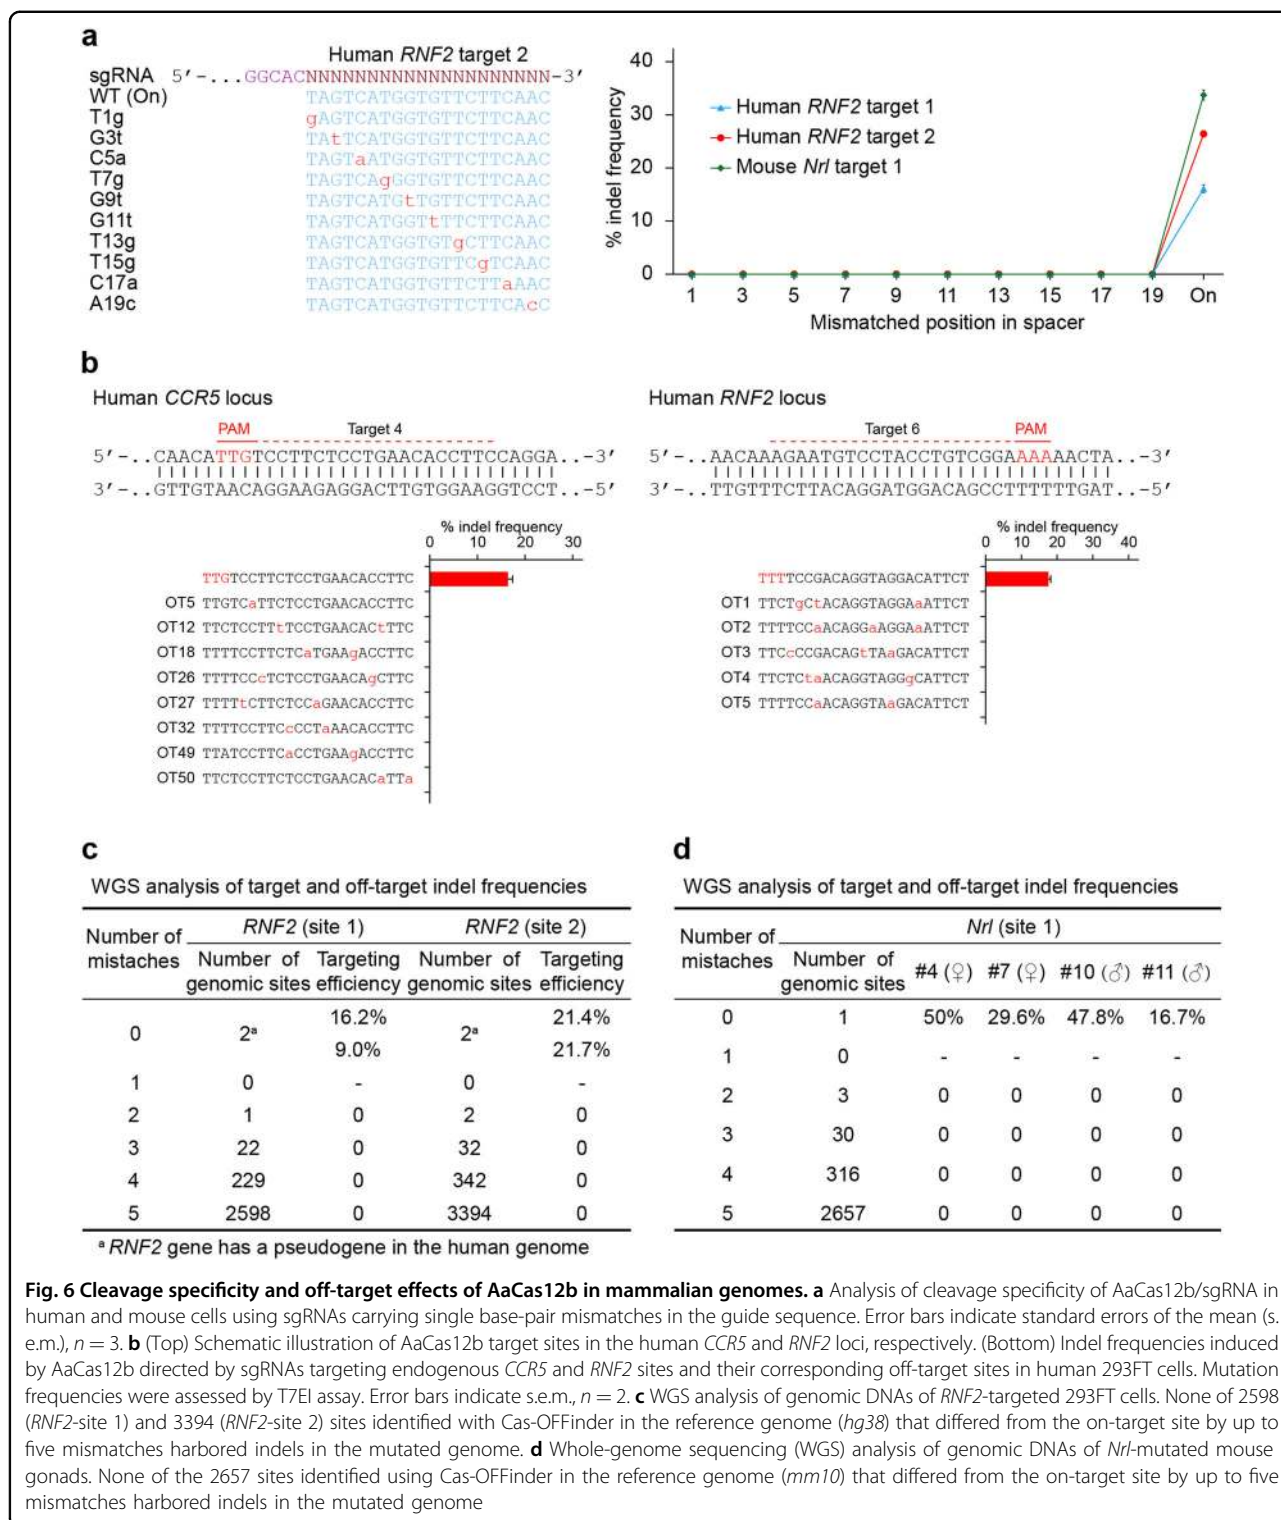 a
Human RNF2 target 2
sgRNA 5′-...GGCACNNNNNNNNNNNNNNNNNNNN-3′
WT (On) TAGTCATGGTGTTCTTCAAC
T1g gAGTCATGGTGTTCTTCAAC
G3t TAtTCATGGTGTTCTTCAAC
C5a TAGTaATGGTGTTCTTCAAC
T7g TAGTCAgGGTGTTCTTCAAC
G9t TAGTCATGtTGTTCTTCAAC
G11t TAGTCATGGTtTTCTTCAAC
T13g TAGTCATGGTGTgCTTCAAC
T15g TAGTCATGGTGTTCgTCAAC
C17a TAGTCATGGTGTTCTTaAAC
A19c TAGTCATGGTGTTCTTCAcC
% indel frequency
40
30
20
10
0
Human RNF2 target 1
Human RNF2 target 2
Mouse Nrl target 1
1 3 5 7 9 11 13 15 17 19 On
Mismatched position in spacer
b
Human CCR5 locus
PAM Target 4
5′-..CAACATTGTCCTTCTCCTGAACACCTTCCAGGA..-3′
3′-..GTTGTAACAGGAAGAGGACTTGTGGAAGGTCCT..-5′
% indel frequency
0 10 20 30
TTGTCCTTCTCCTGAACACCTTC
OT5 TTGTCaTTCTCCTGAACACCTTC
OT12 TTCTCCTTtTCCTGAACACtTTC
OT18 TTTTCCTTCTCaTGAAgACCTTC
OT26 TTTTCCcTCTCCTGAACAgCTTC
OT27 TTTTtCTTCTCCaGAACACCTTC
OT32 TTTTCCTTCcCCTaAACACCTTC
OT49 TTATCCTTCaCCTGAAgACCTTC
OT50 TTCTCCTTCTCCTGAACACaTTa
Human RNF2 locus
Target 6 PAM
5′-..AACAAAGAATGTCCTACCTGTCGGAAAAAACTA..-3′
3′-..TTGTTTCTTACAGGATGGACAGCCTTTTTTGAT..-5′
% indel frequency
0 10 20 30 40
TTTTCCGACAGGTAGGACATTCT
OT1 TTCTgCtACAGGTAGGAaATTCT
OT2 TTTTCCaACAGGaAGGAaATTCT
OT3 TTCcCCGACAGtTAaGACATTCT
OT4 TTCTCtaACAGGTAGGgCATTCT
OT5 TTTTCCaACAGGTAaGACATTCT
c
WGS analysis of target and off-target indel frequencies
Number of mistaches RNF2 (site 1) RNF2 (site 2)
Number of genomic sites Targeting efficiency Number of genomic sites Targeting efficiency
0 2ᵃ 16.2% 9.0% 2ᵃ 21.4% 21.7%
1 0 - 0 -
2 1 0 2 0
3 22 0 32 0
4 229 0 342 0
5 2598 0 3394 0
ᵃ RNF2 gene has a pseudogene in the human genome
d
WGS analysis of target and off-target indel frequencies
Number of mistaches Nrl (site 1)
Number of genomic sites #4 (♀) #7 (♀) #10 (♂) #11 (♂)
0 1 50% 29.6% 47.8% 16.7%
1 0 - - - -
2 3 0 0 0 0
3 30 0 0 0 0
4 316 0 0 0 0
5 2657 0 0 0 0
Fig. 6 Cleavage specificity and off-target effects of AaCas12b in mammalian genomes. a Analysis of cleavage specificity of AaCas12b/sgRNA in
human and mouse cells using sgRNAs carrying single base-pair mismatches in the guide sequence. Error bars indicate standard errors of the mean (s.
e.m.), n = 3. b (Top) Schematic illustration of AaCas12b target sites in the human CCR5 and RNF2 loci, respectively. (Bottom) Indel frequencies induced
by AaCas12b directed by sgRNAs targeting endogenous CCR5 and RNF2 sites and their corresponding off-target sites in human 293FT cells. Mutation
frequencies were assessed by T7EI assay. Error bars indicate s.e.m., n = 2. c WGS analysis of genomic DNAs of RNF2-targeted 293FT cells. None of 2598
(RNF2-site 1) and 3394 (RNF2-site 2) sites identified with Cas-OFFinder in the reference genome (hg38) that differed from the on-target site by up to
five mismatches harbored indels in the mutated genome. d Whole-genome sequencing (WGS) analysis of genomic DNAs of Nrl-mutated mouse
gonads. None of the 2657 sites identified using Cas-OFFinder in the reference genome (mm10) that differed from the on-target site by up to five
mismatches harbored indels in the mutated genome